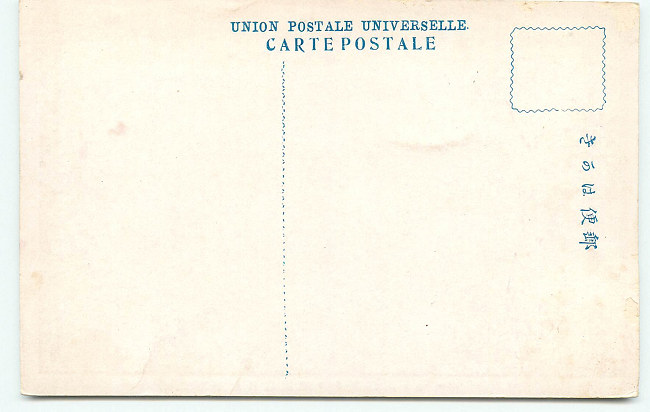 UNION POSTALE UNIVERSELLE.
CARTE POSTALE
郵便はかき